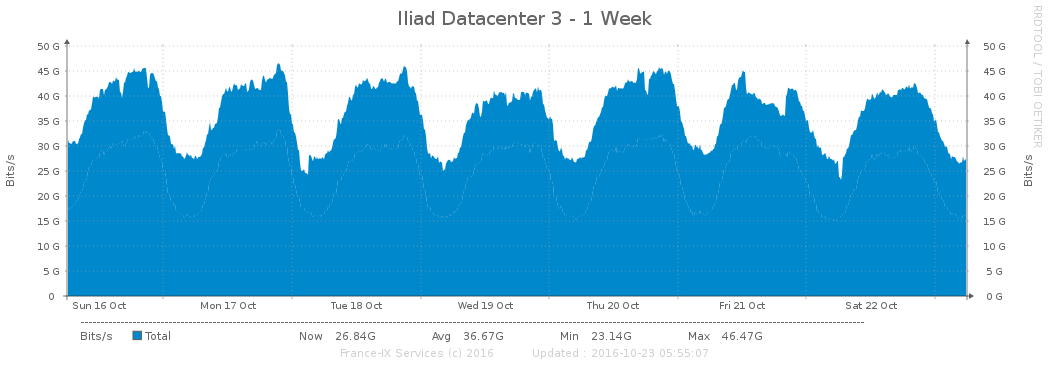 Iliad Datacenter 3 - 1 Week
RRDTOOL / TOBI OETIKER
Bits/s
50 G 50 G
45 G 45 G
40 G 40 G
35 G 35 G
30 G 30 G
25 G 25 G
20 G 20 G
15 G 15 G
10 G 10 G
5 G 5 G
0 0 G
Bits/s
Sun 16 Oct Mon 17 Oct Tue 18 Oct Wed 19 Oct Thu 20 Oct Fri 21 Oct Sat 22 Oct
Bits/s Total Now 26.84G Avg 36.67G Min 23.14G Max 46.47G
France-IX Services (c) 2016 Updated : 2016-10-23 05:55:07